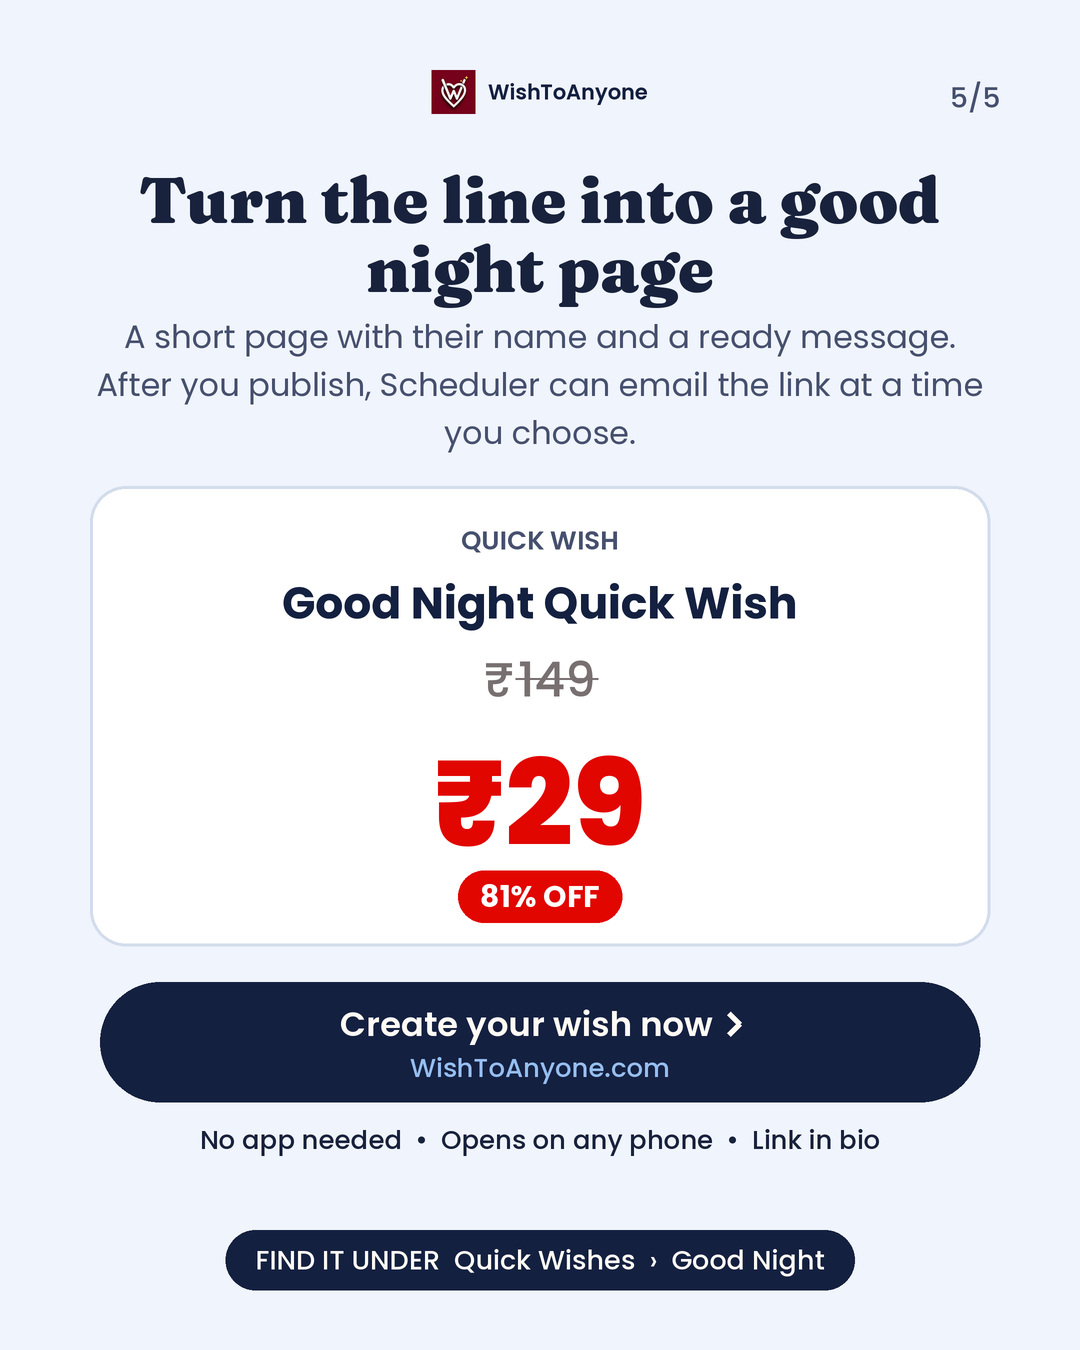 WishToAnyone
5/5
Turn the line into a good
night page
A short page with their name and a ready message.
After you publish, Scheduler can email the link at a time
you choose.
QUICK WISH
Good Night Quick Wish
₹149
₹29
81% OFF
Create your wish now ›
WishToAnyone.com
No app needed • Opens on any phone • Link in bio
FIND IT UNDER Quick Wishes › Good Night